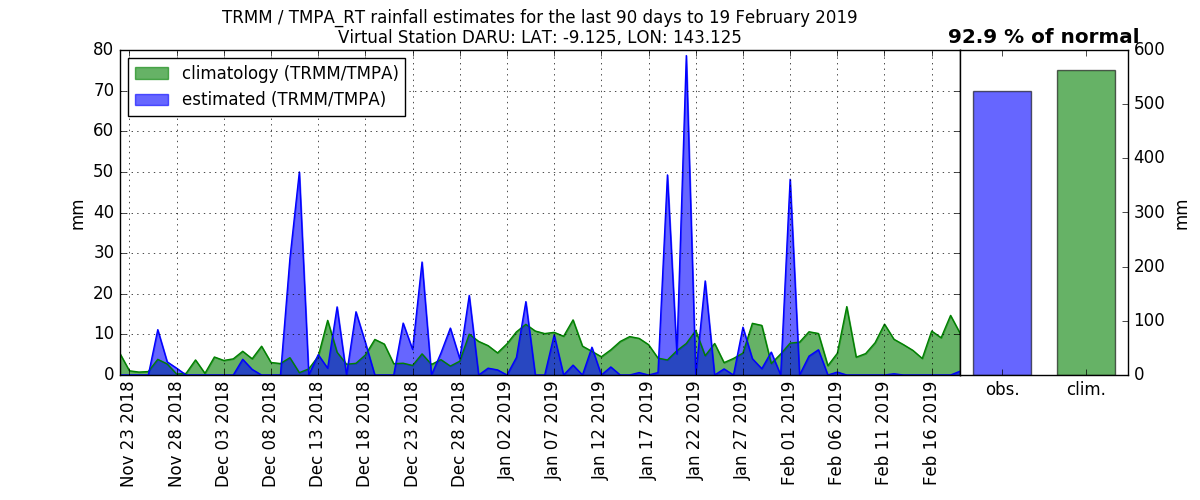 TRMM / TMPA_RT rainfall estimates for the last 90 days to 19 February 2019
Virtual Station DARU: LAT: -9.125, LON: 143.125
92.9 % of normal
climatology (TRMM/TMPA)
estimated (TRMM/TMPA)
80
70
60
50
40
30
20
10
0
mm
600
500
400
300
200
100
0
mm
obs.
clim.
Nov 23 2018
Nov 28 2018
Dec 03 2018
Dec 08 2018
Dec 13 2018
Dec 18 2018
Dec 23 2018
Dec 28 2018
Jan 02 2019
Jan 07 2019
Jan 12 2019
Jan 17 2019
Jan 22 2019
Jan 27 2019
Feb 01 2019
Feb 06 2019
Feb 11 2019
Feb 16 2019